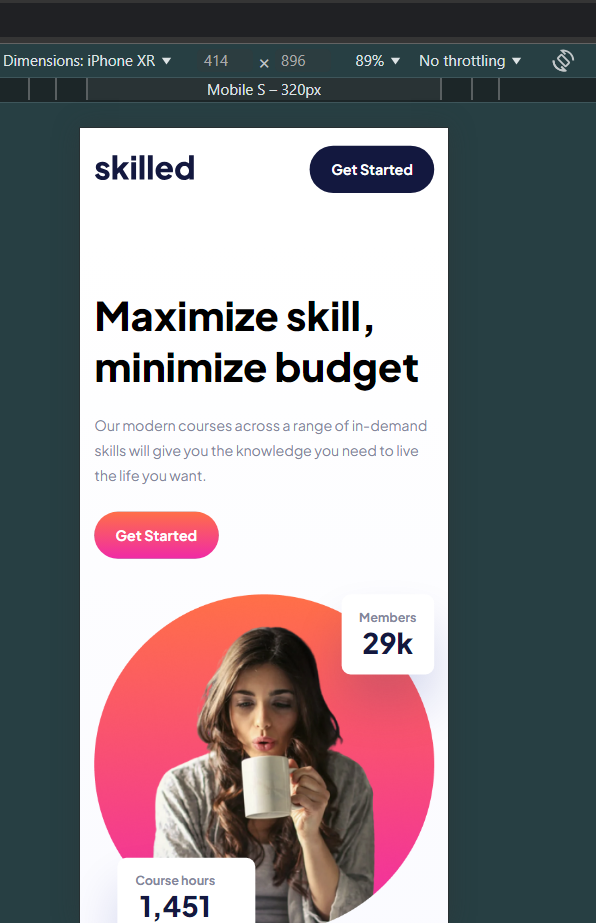 Dimensions: iPhone XR ▼ 414 × 896 89% ▼ No throttling ▼
Mobile S – 320px
skilled
Get Started
Maximize skill,
minimize budget
Our modern courses across a range of in-demand
skills will give you the knowledge you need to live
the life you want.
Get Started
Members
29k
Course hours
1,451